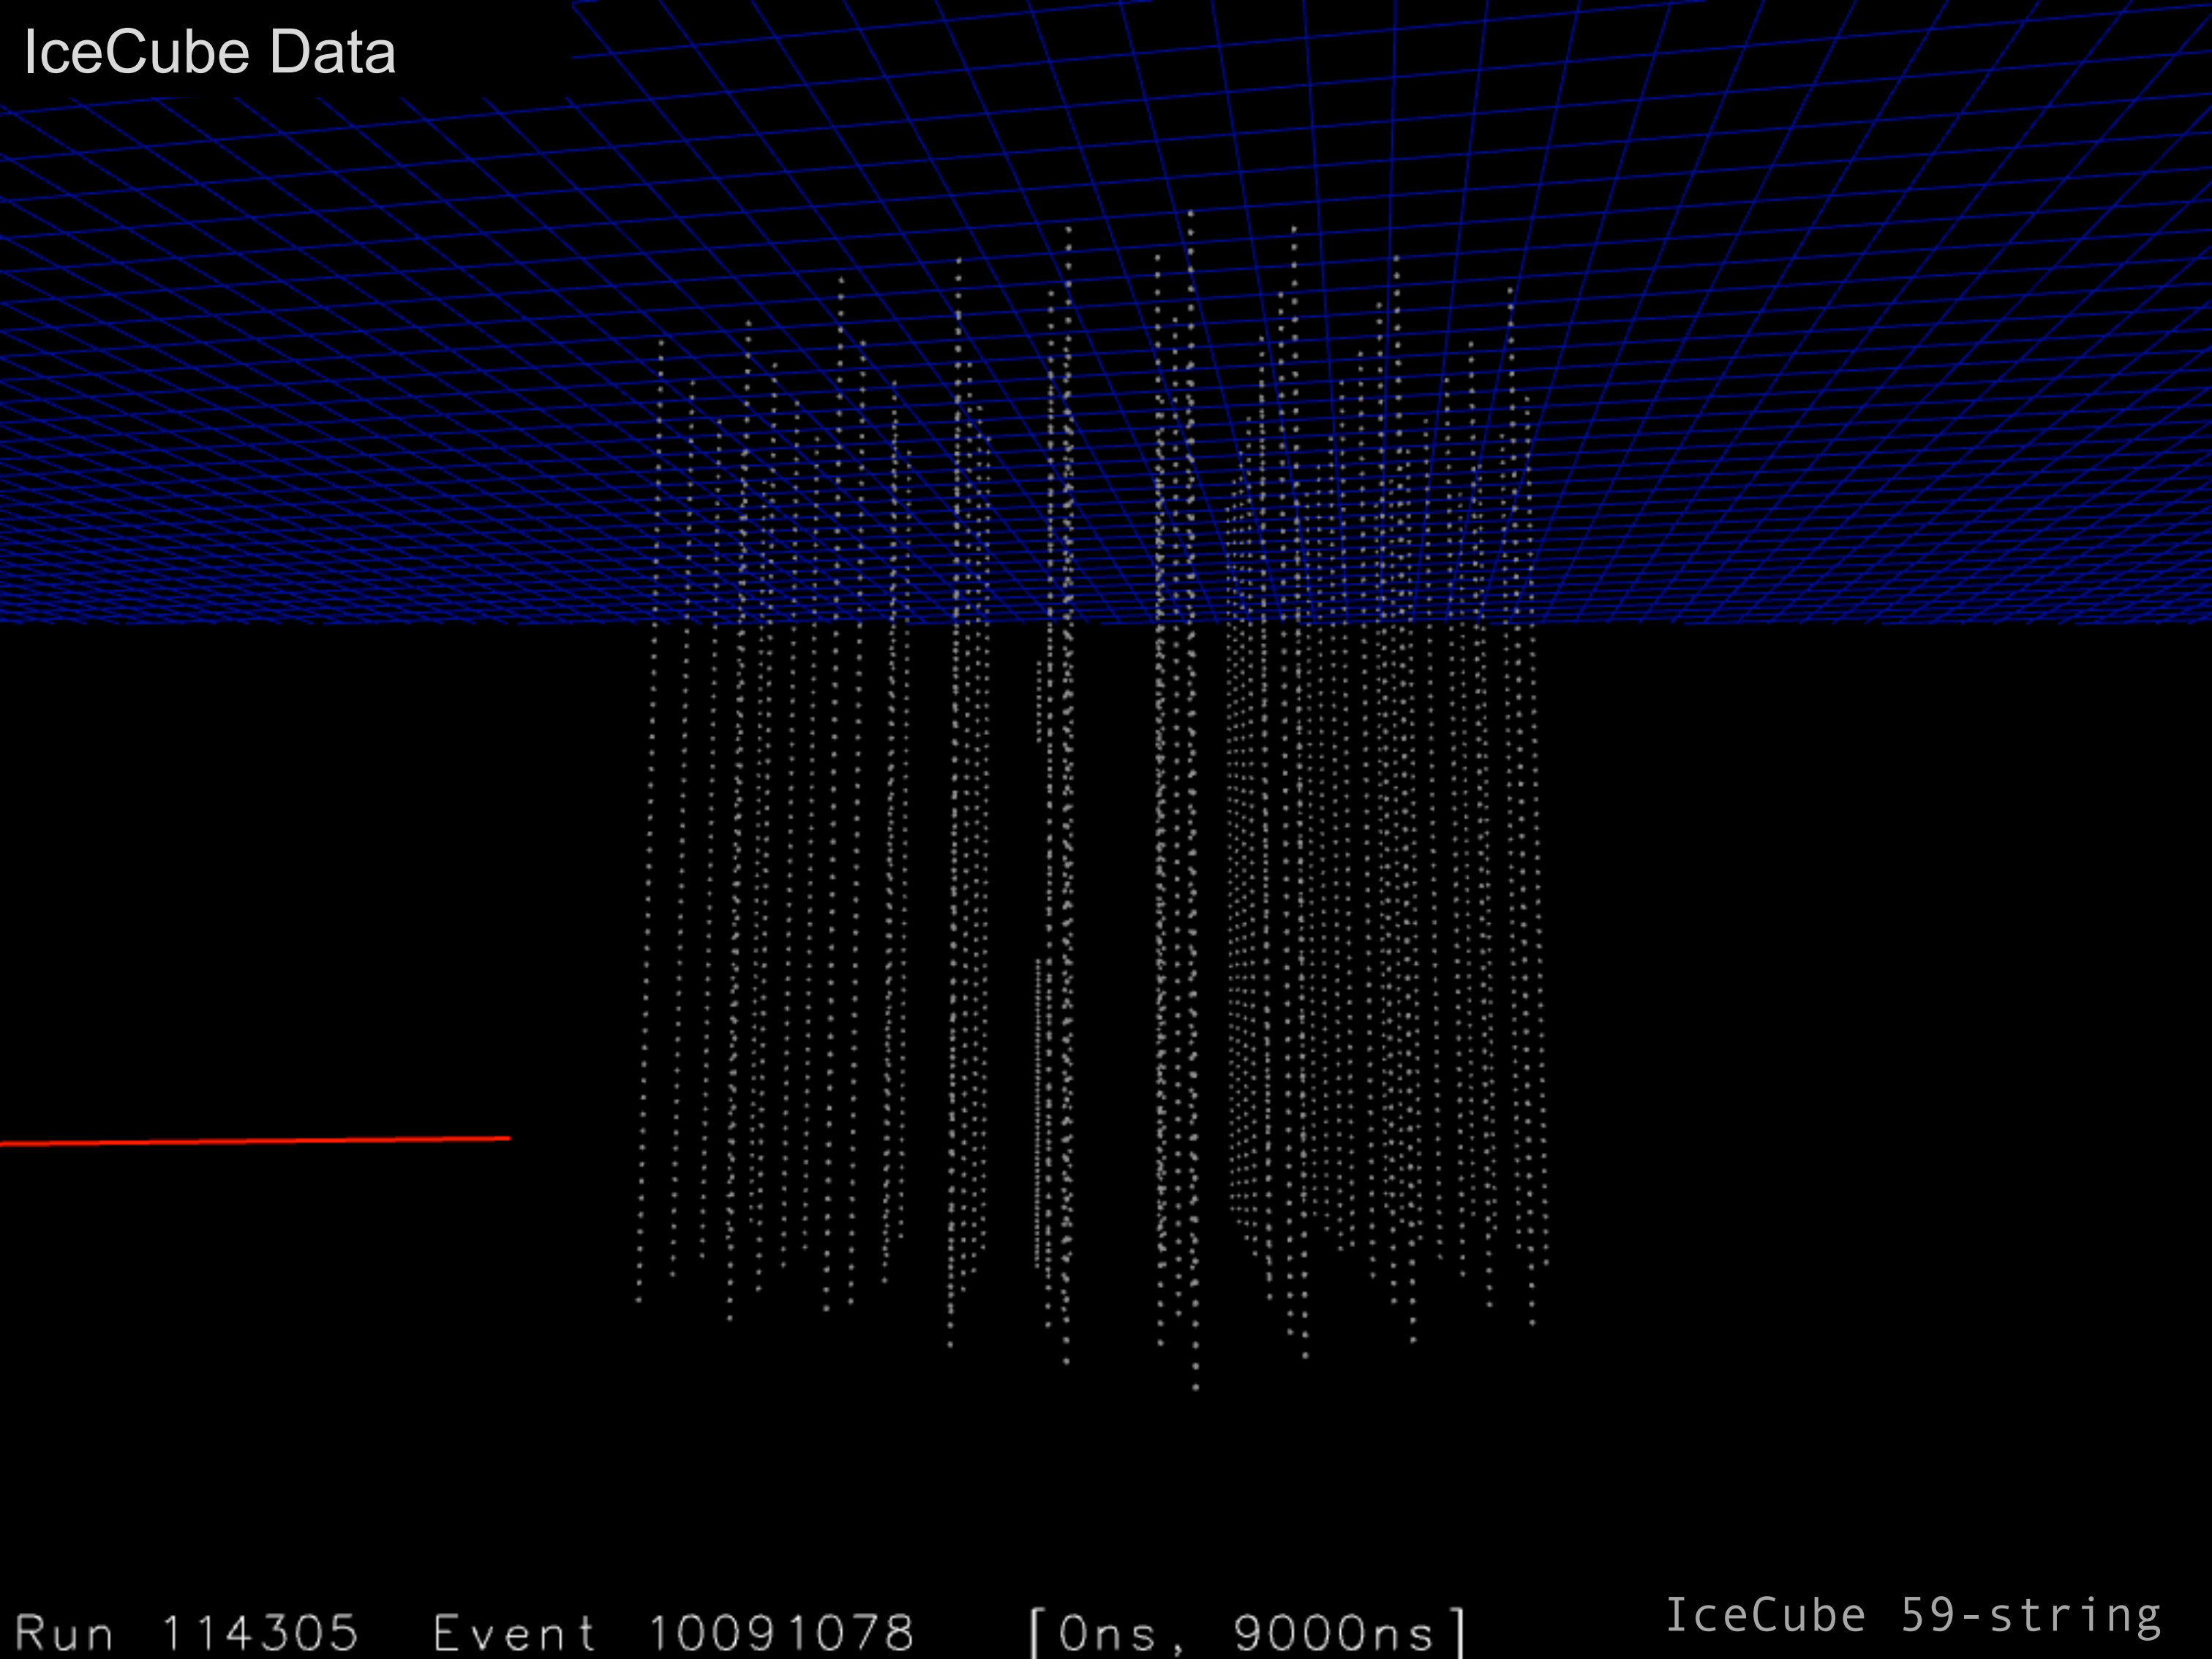 IceCube Data
Run 114305 Event 10091078 [0ns, 9000ns]
IceCube 59-string